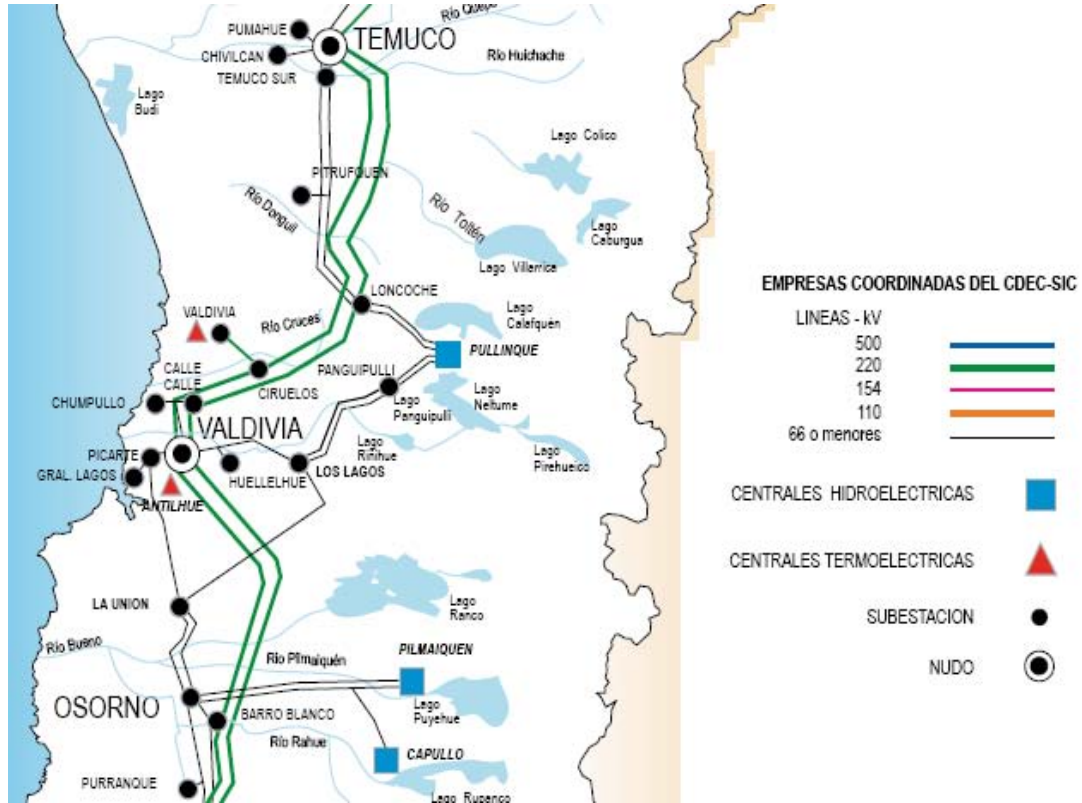 PUMAHUE
TEMUCO
Río Quepe
CHIVILCAN
Río Huichache
TEMUCO SUR
Lago
Budi
Lago Colico
PITRUFQUEN
Río Donguil
Río Toltén
Lago
Caburgua
Lago Villarrica
LONCOCHE
Lago
Calafquén
VALDIVIA
Río Cruces
PULLINQUE
CALLE
CALLE
PANGUIPULLI
CIRUELOS
CHUMPULLO
Lago
Panguipulli
Lago
Neltume
VALDIVIA
Lago
Riñihue
Lago
Pirehueico
PICARTE
GRAL. LAGOS
HUELLELHUE
LOS LAGOS
ANTILHUE
LA UNION
Lago
Ranco
Río Bueno
Río Pilmaiquén
PILMAIQUEN
OSORNO
Lago
Puyehue
BARRO BLANCO
Río Rahue
CAPULLO
PURRANQUE
Lago Rupanco
EMPRESAS COORDINADAS DEL CDEC-SIC
LINEAS - kV
500
220
154
110
66 o menores
CENTRALES HIDROELECTRICAS
CENTRALES TERMOELECTRICAS
SUBESTACION
NUDO